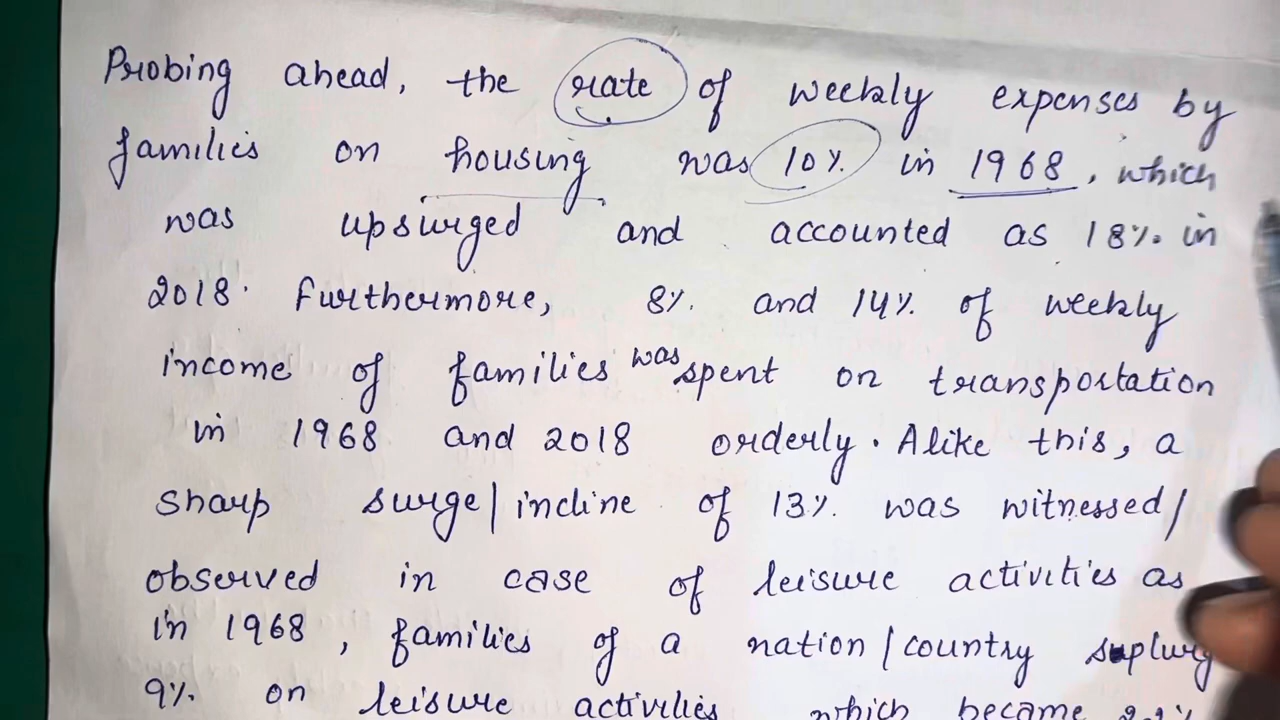 Probing ahead, the rate of weekly expenses by
families on housing was 10% in 1968, which
was upsurged and accounted as 18% in
2018. Furthermore, 8% and 14% of weekly
income of families was spent on transportation
in 1968 and 2018 orderly. Alike this, a
sharp surge/incline of 13% was witnessed/
observed in case of leisure activities as
in 1968, families of a nation/country
9% on leisure activities which became 22%